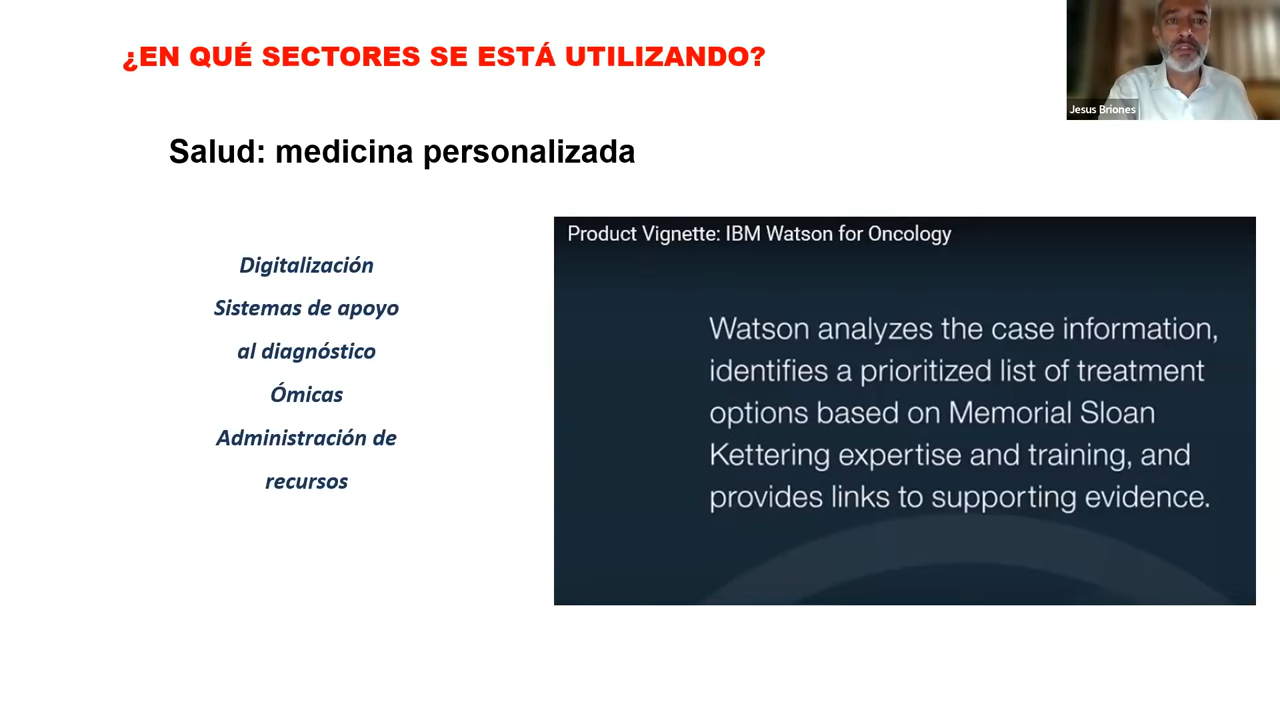 ¿EN QUÉ SECTORES SE ESTÁ UTILIZANDO?
Jesus Briones
Salud: medicina personalizada
Digitalización
Sistemas de apoyo
al diagnóstico
Ómicas
Administración de
recursos
Product Vignette: IBM Watson for Oncology
Watson analyzes the case information,
identifies a prioritized list of treatment
options based on Memorial Sloan
Kettering expertise and training, and
provides links to supporting evidence.